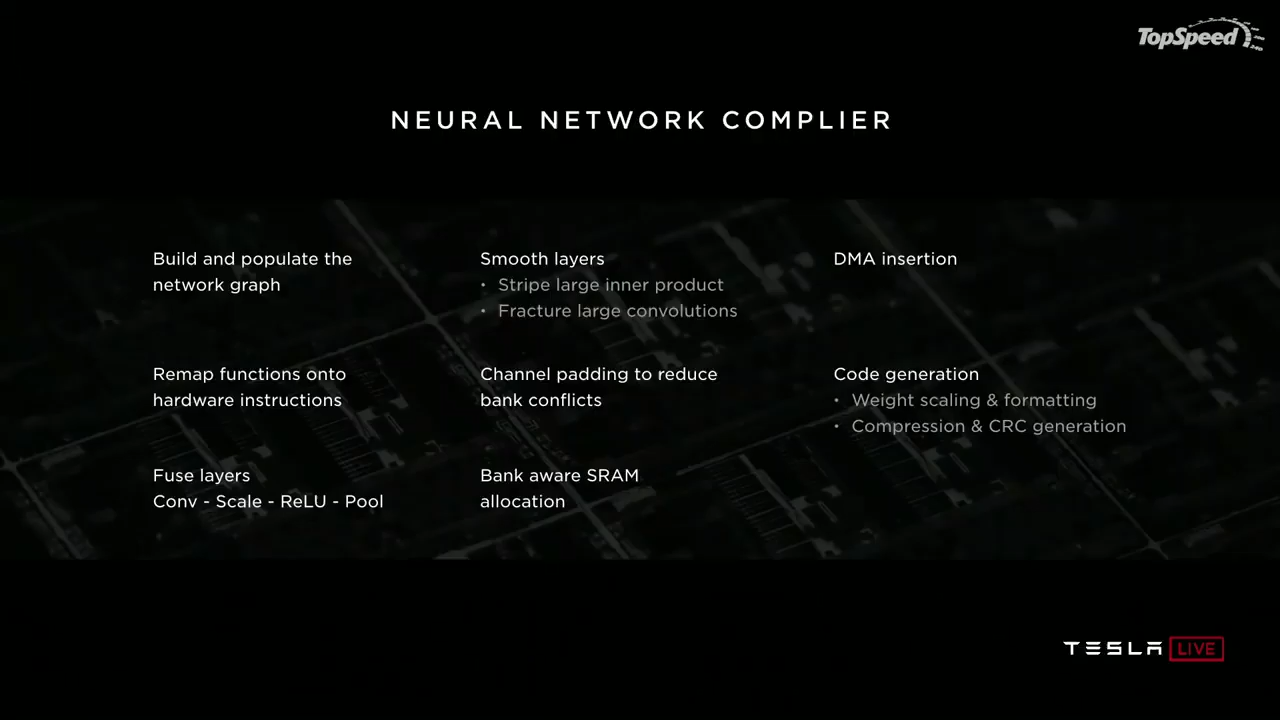 TopSpeed
NEURAL NETWORK COMPLIER
Build and populate the
network graph
Remap functions onto
hardware instructions
Fuse layers
Conv - Scale - ReLU - Pool
Smooth layers
• Stripe large inner product
• Fracture large convolutions
Channel padding to reduce
bank conflicts
Bank aware SRAM
allocation
DMA insertion
Code generation
• Weight scaling & formatting
• Compression & CRC generation
TESLA LIVE